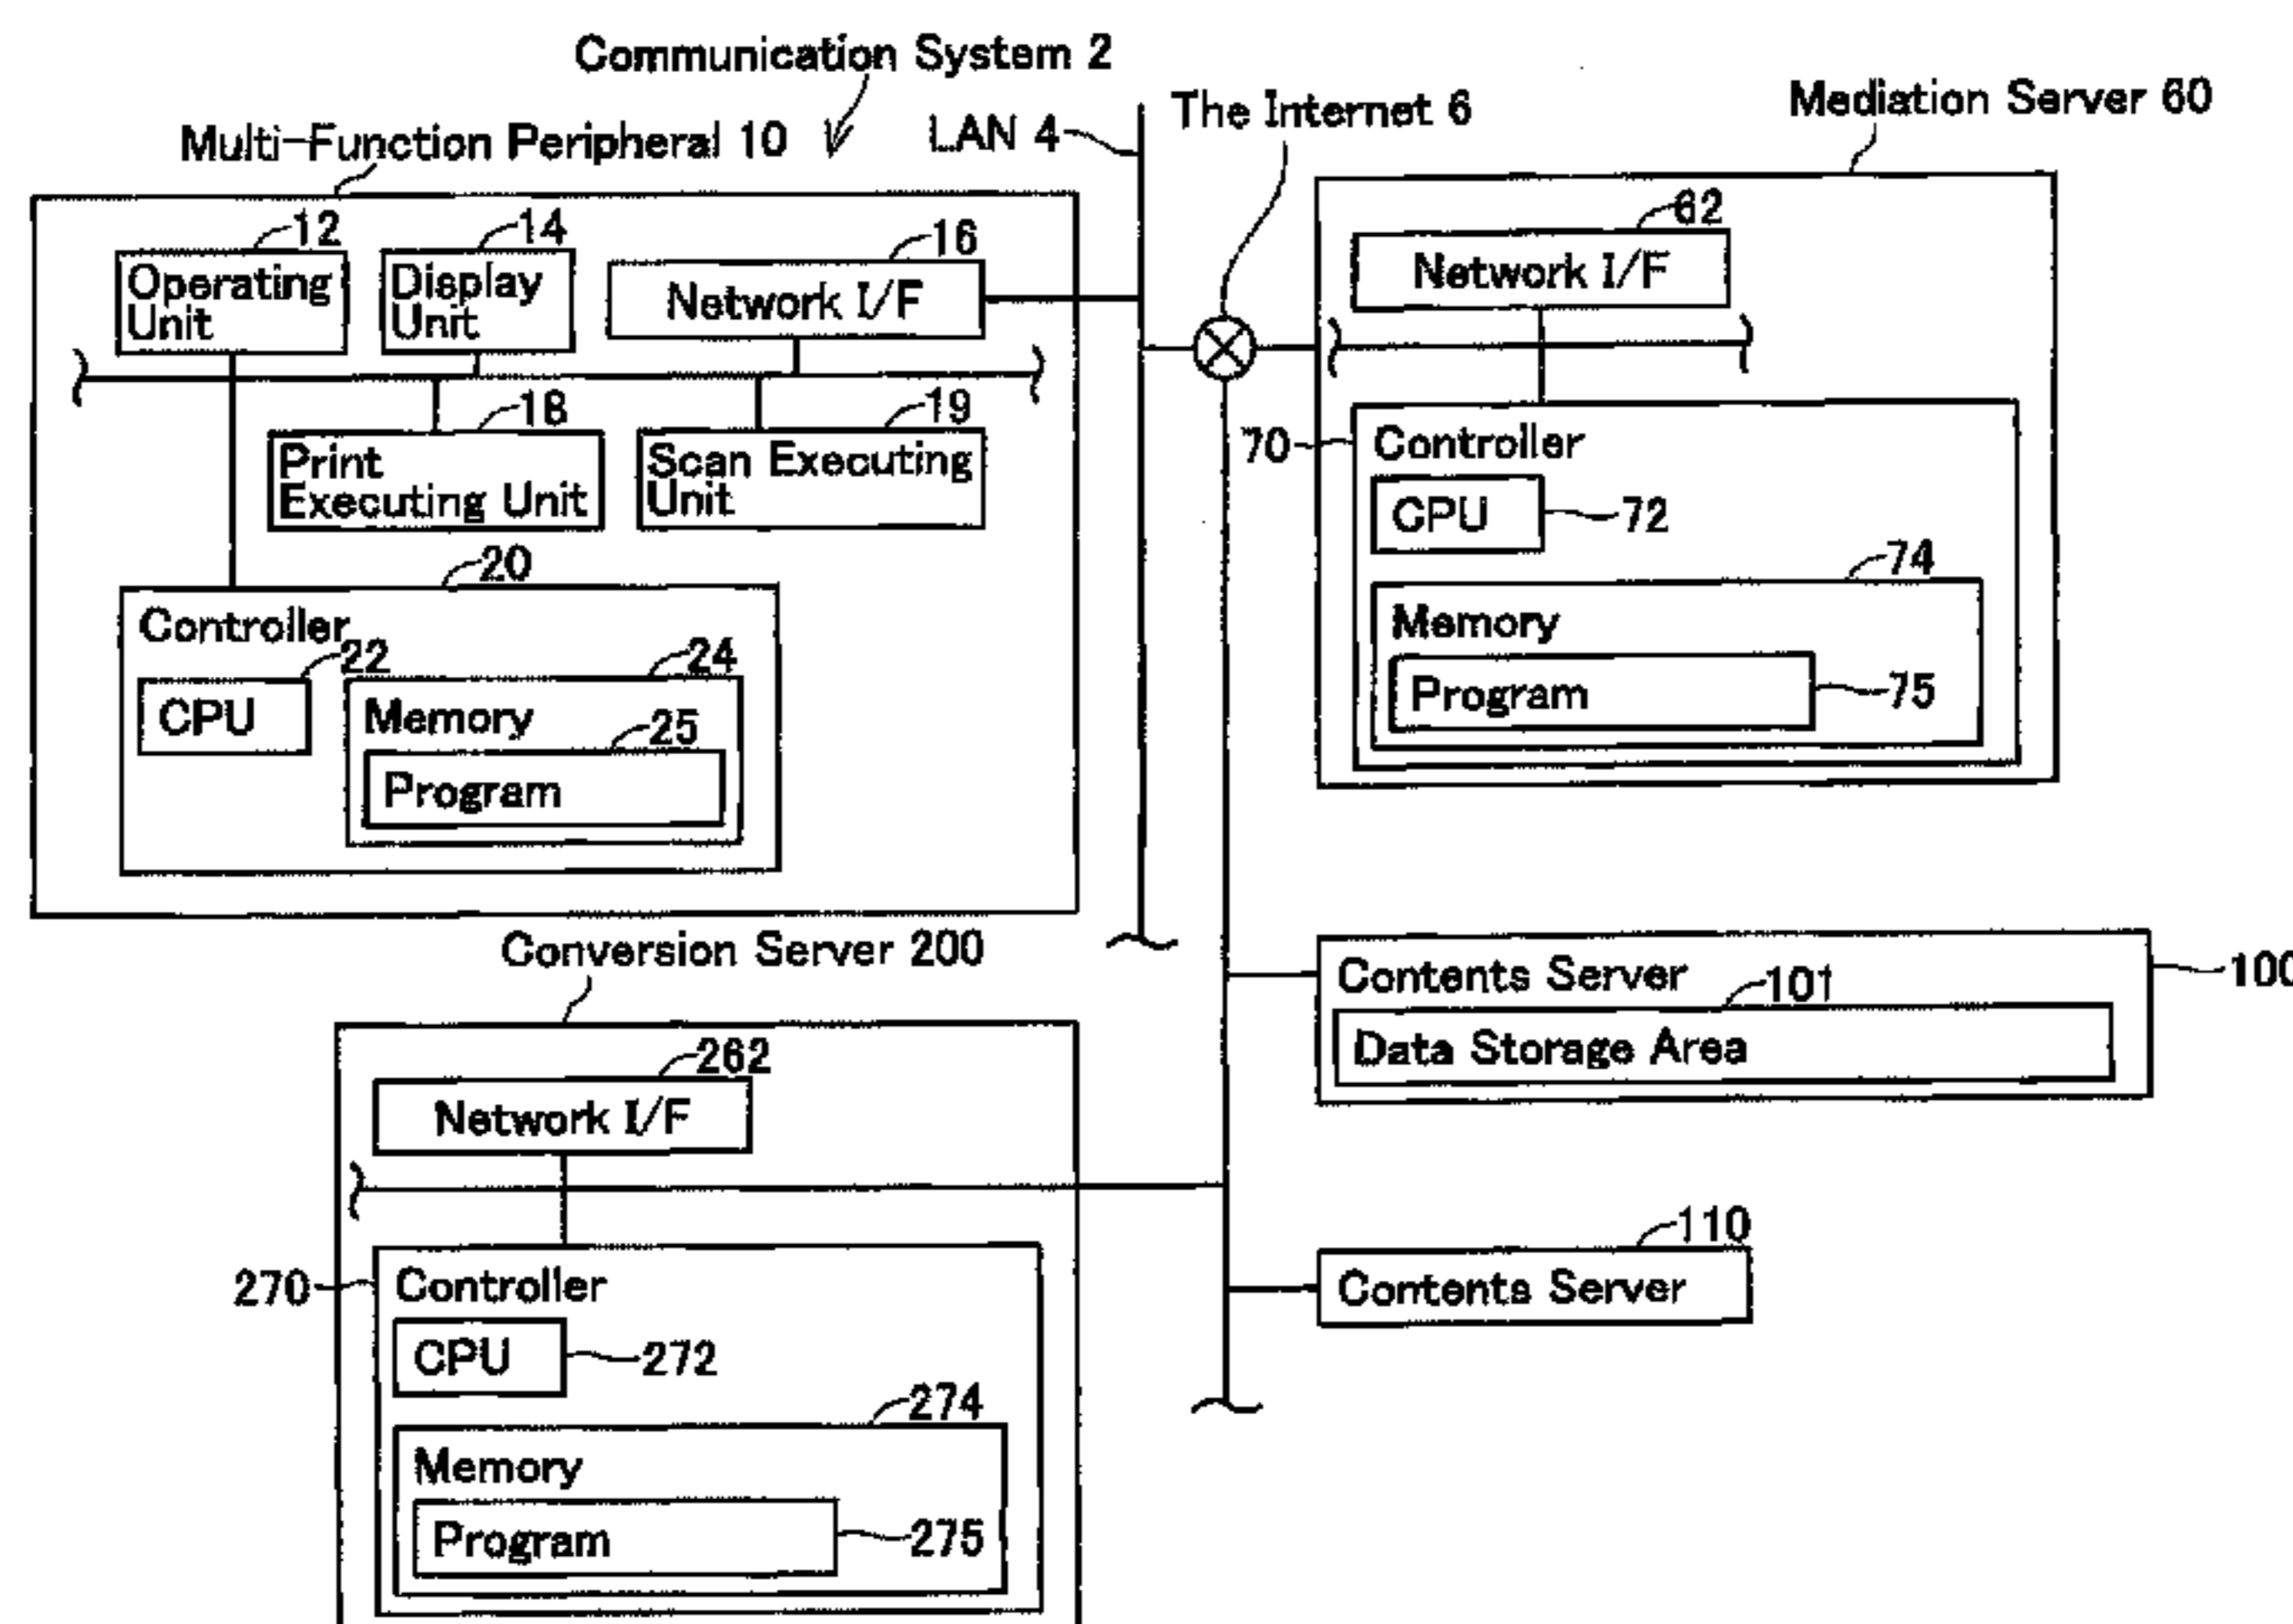 Communication System 2
Multi-Function Peripheral 10
LAN 4
The Internet 6
Mediation Server 60
12
Operating
Unit
14
Display
Unit
16
Network I/F
18
Print
Executing Unit
19
Scan Executing
Unit
20
Controller
22
CPU
24
Memory
25
Program
62
Network I/F
70
Controller
CPU
72
74
Memory
Program
75
Contents Server
100
101
Data Storage Area
110
Contents Server
Conversion Server 200
262
Network I/F
270
Controller
CPU
272
274
Memory
Program
275